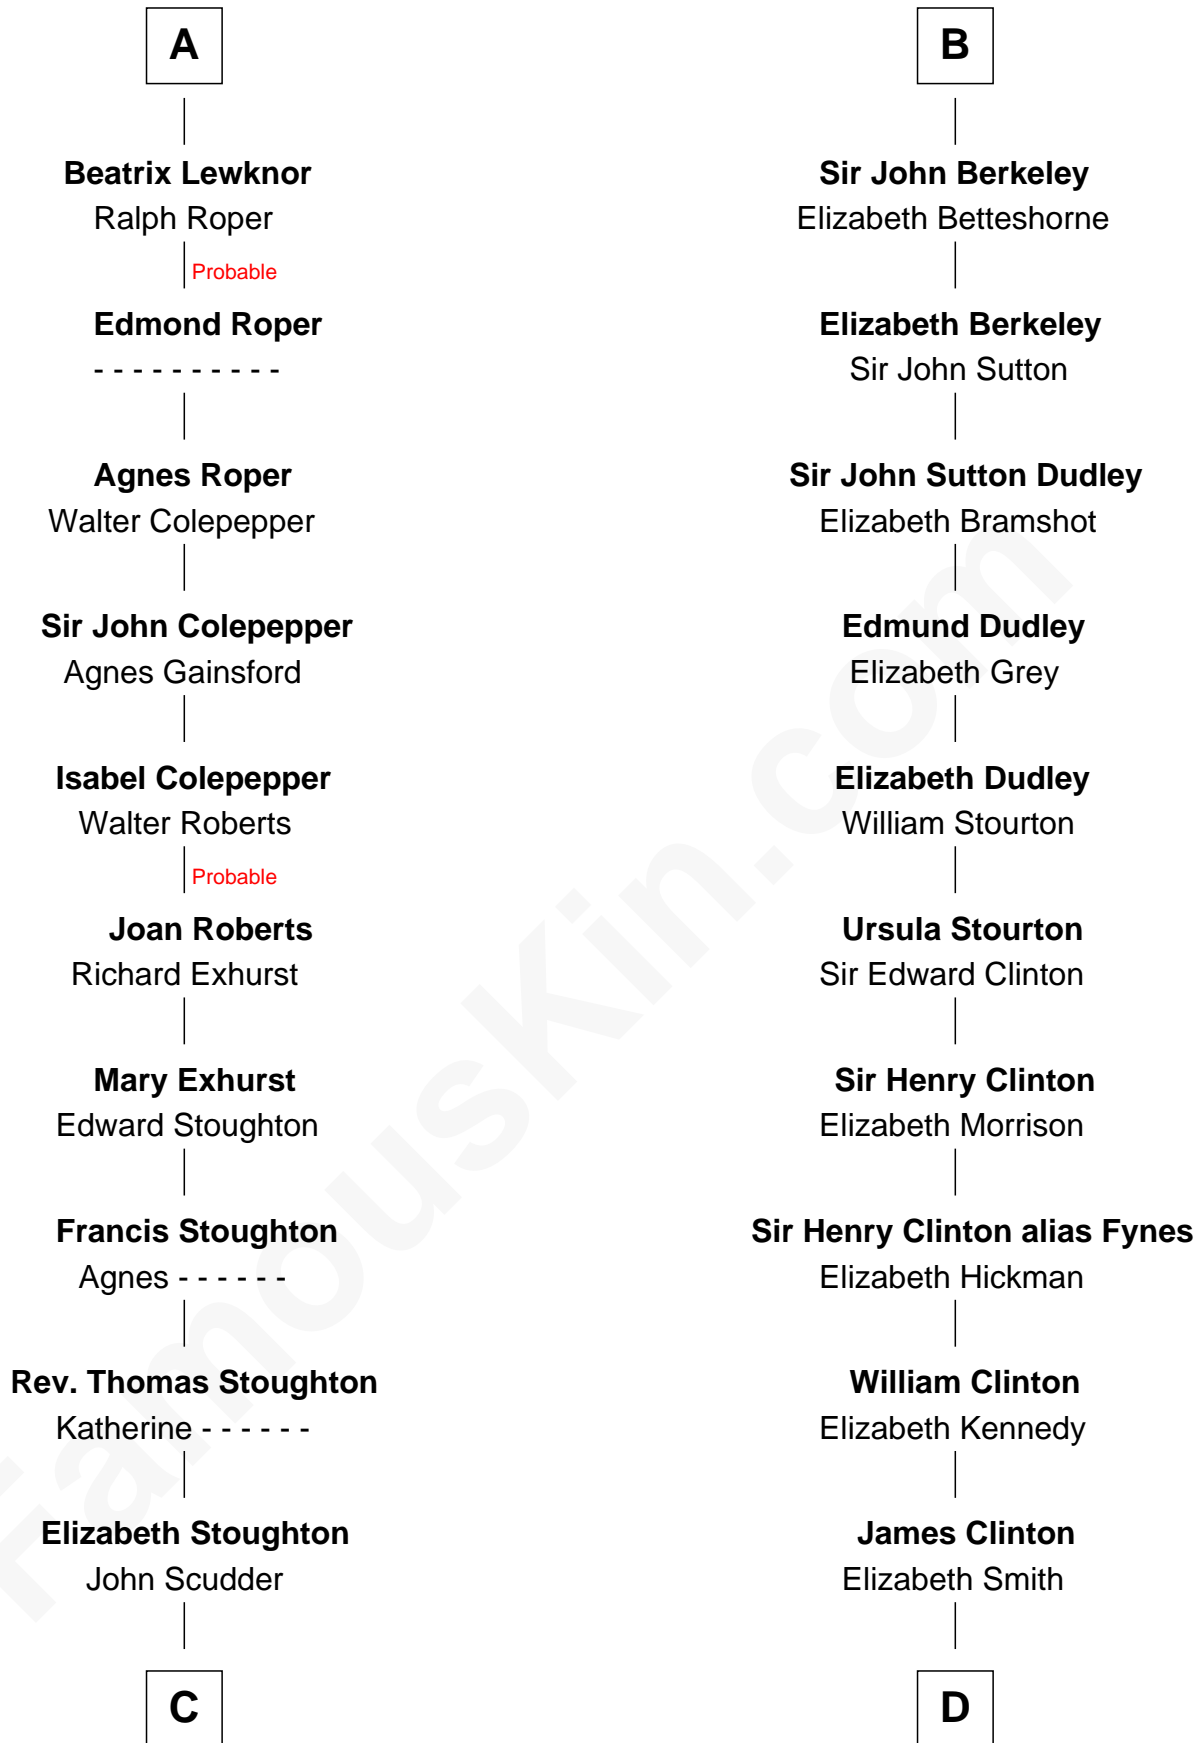 A
Beatrix Lewknor
Ralph Roper
Probable
Edmond Roper
- - - - - - - - - -
Agnes Roper
Walter Colepepper
Sir John Colepepper
Agnes Gainsford
Isabel Colepepper
Walter Roberts
Probable
Joan Roberts
Richard Exhurst
Mary Exhurst
Edward Stoughton
Francis Stoughton
Agnes - - - - - -
Rev. Thomas Stoughton
Katherine - - - - - -
Elizabeth Stoughton
John Scudder
C
B
Sir John Berkeley
Elizabeth Betteshorne
Elizabeth Berkeley
Sir John Sutton
Sir John Sutton Dudley
Elizabeth Bramshot
Edmund Dudley
Elizabeth Grey
Elizabeth Dudley
William Stourton
Ursula Stourton
Sir Edward Clinton
Sir Henry Clinton
Elizabeth Morrison
Sir Henry Clinton alias Fynes
Elizabeth Hickman
William Clinton
Elizabeth Kennedy
James Clinton
Elizabeth Smith
D
FamousKin.com